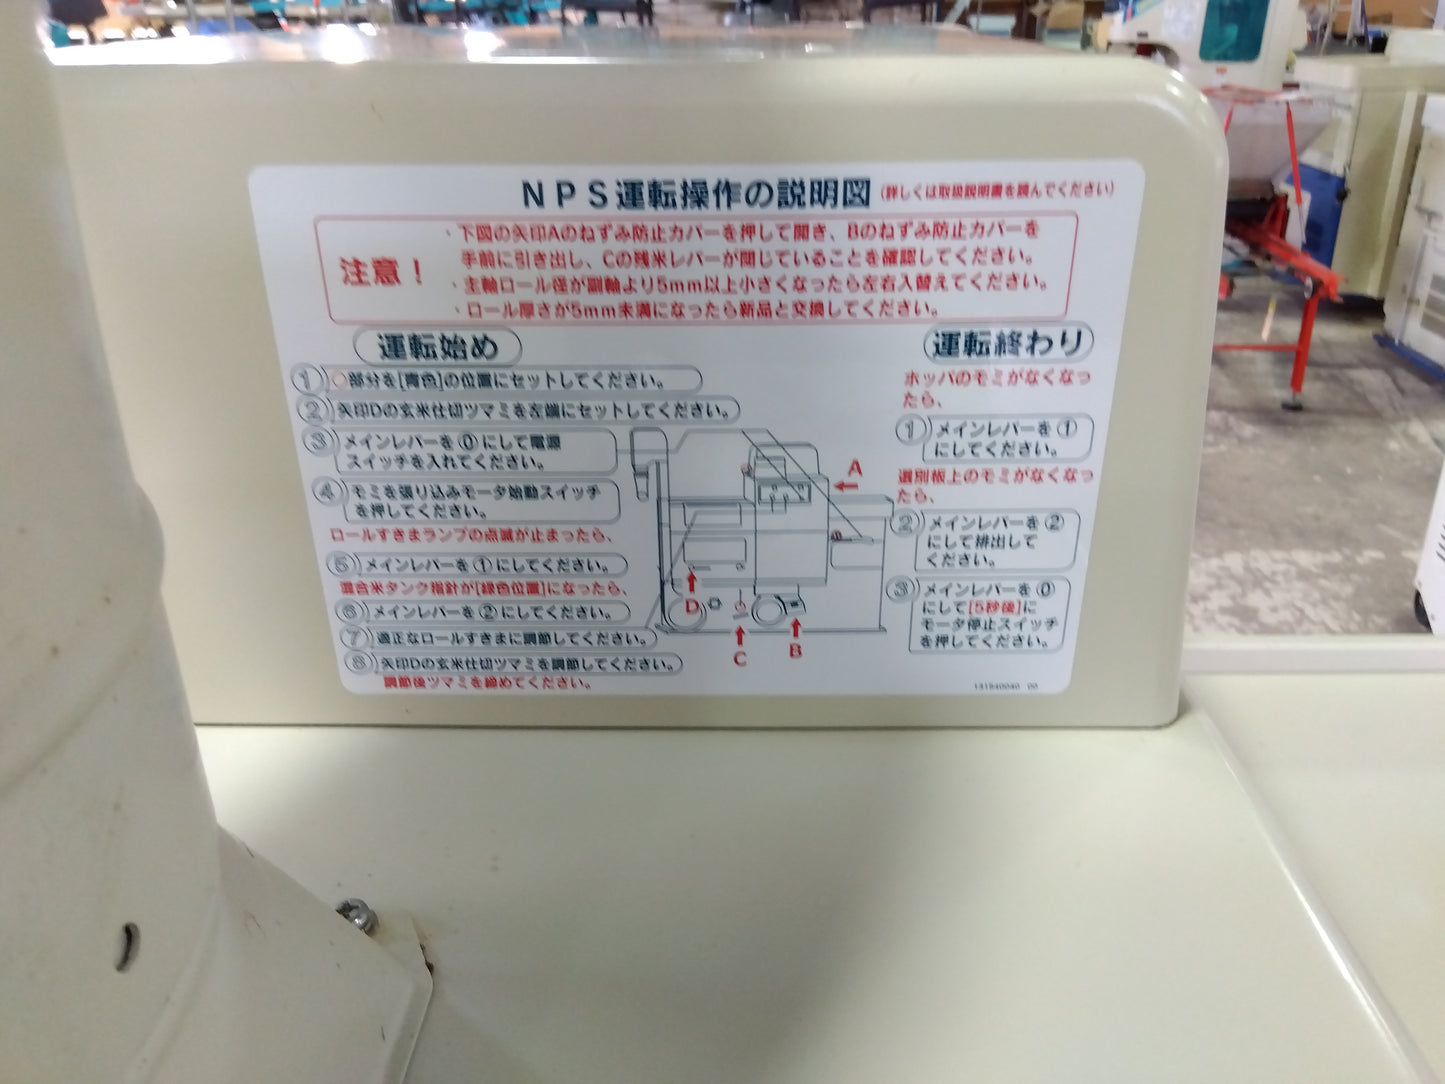 NPS運転操作の説明図(詳しくは取扱説明書を読んでください)
注意!
・下図の矢印Aのねずみ防止カバーを押して開き、Bのねずみ防止カバーを
手前に引き出し、Cの残米レバーが閉じていることを確認してください。
・主軸ロール径が副軸より5mm以上小さくなったら左右入替えてください。
・ロール厚さが5mm未満になったら新品と交換してください。
運転始め
① ○部分を[青色]の位置にセットしてください。
② 矢印Dの玄米仕切ツマミを左端にセットしてください。
③ メインレバーを⓪にして電源
スイッチを入れてください。
④ モミを張り込みモータ始動スイッチ
を押してください。
ロールすきまランプの点滅が止まったら、
⑤ メインレバーを①にしてください。
混合米タンク指針が[緑色位置]になったら、
⑥ メインレバーを②にしてください。
⑦ 適正なロールすきまに調節してください。
⑧ 矢印Dの玄米仕切ツマミを調節してください。
調節後ツマミを締めてください。
A
D
C
B
運転終わり
ホッパのモミがなくなっ
たら、
① メインレバーを①
にしてください。
選別板上のモミがなくなっ
たら、
② メインレバーを②
にして排出して
ください。
③ メインレバーを⓪
にして[5秒後]に
モータ停止スイッチ
を押してください。
131940040 00